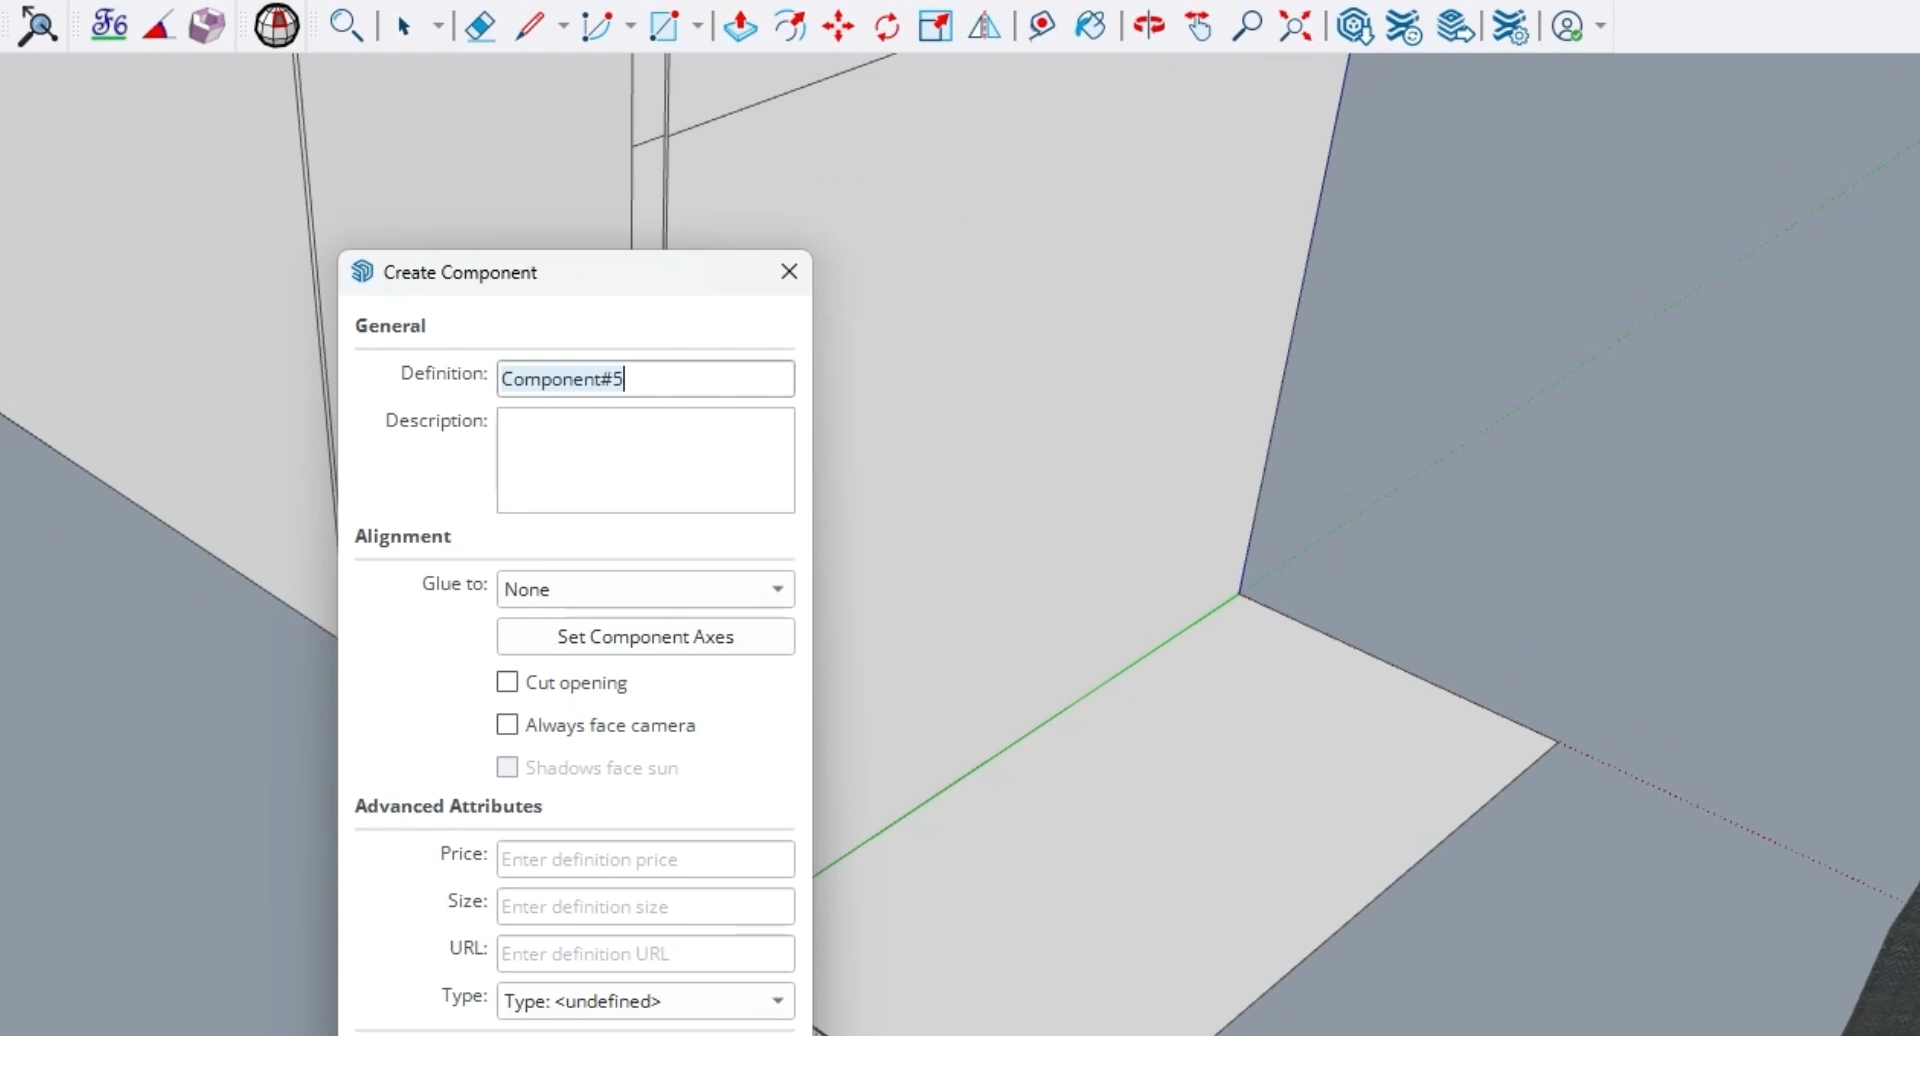 F6
Create Component
General
Definition: Component#5
Description:
Alignment
Glue to: None
Set Component Axes
Cut opening
Always face camera
Shadows face sun
Advanced Attributes
Price: Enter definition price
Size: Enter definition size
URL: Enter definition URL
Type: Type: <undefined>